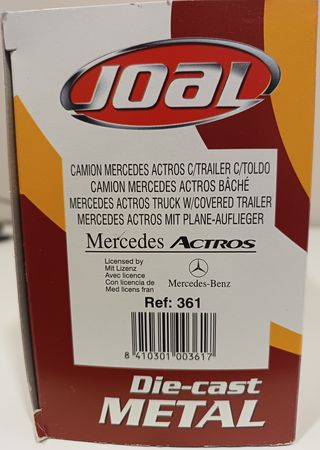 JOAL
CAMION MERCEDES ACTROS C/TRAILER C/TOLDO
CAMION MERCEDES ACTROS BÂCHÉ
MERCEDES ACTROS TRUCK W/COVERED TRAILER
MERCEDES ACTROS MIT PLANE-AUFLIEGER
Mercedes ACTROS
Licensed by
Mit Lizenz
Avec licence
Con licencia de
Med licens fran
Mercedes-Benz
Ref: 361
8 410301 003617
Die-cast
METAL